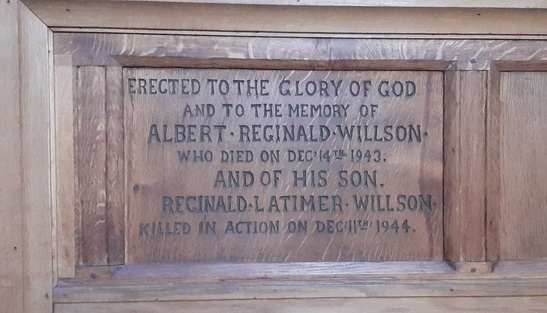 ERECTED TO THE GLORY OF GOD
AND TO THE MEMORY OF
ALBERT·REGINALD·WILLSON·
WHO DIED ON DEC: 14TH 1943.
AND OF HIS SON.
REGINALD·LATIMER·WILLSON·
KILLED IN ACTION ON DEC: 11TH 1944.